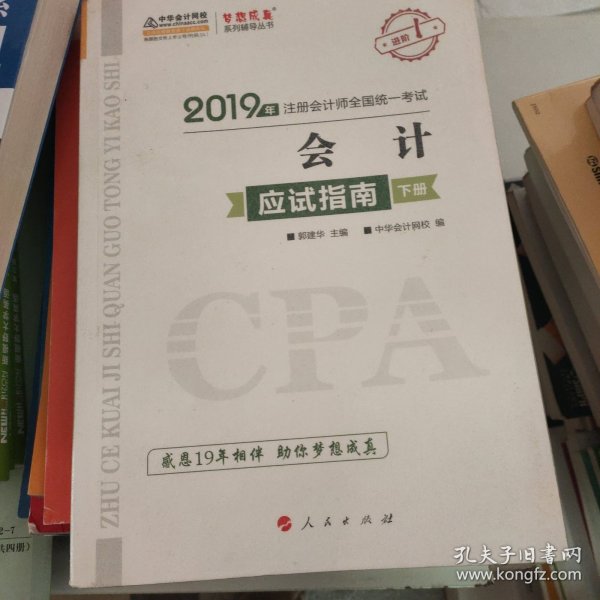 中华会计网校
www.chinaacc.com
梦想成真
系列辅导丛书
进阶
2019年 注册会计师全国统一考试
会计
应试指南 下册
■ 郭建华 主编 ■ 中华会计网校 编
CPA
ZHU CE KUAI JI SHI QUAN GUO TONG YI KAO SHI
感恩19年相伴 助你梦想成真
人民出版社
孔夫子旧书网
www.kongfz.com